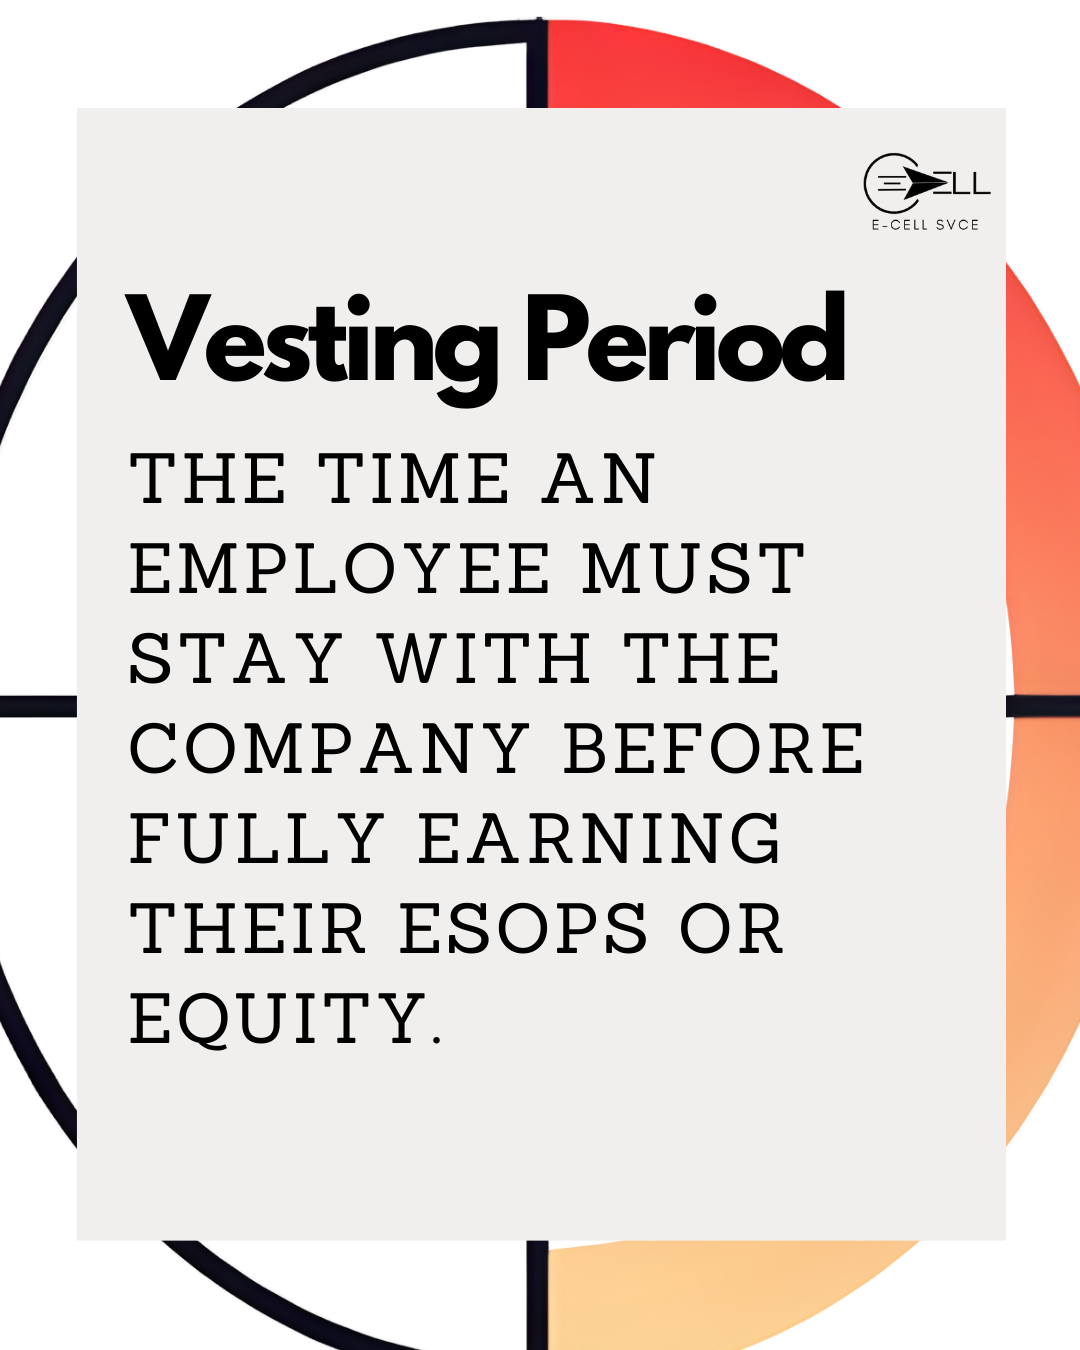 ELL
E-CELL SVCE
Vesting Period
THE TIME AN
EMPLOYEE MUST
STAY WITH THE
COMPANY BEFORE
FULLY EARNING
THEIR ESOPS OR
EQUITY.